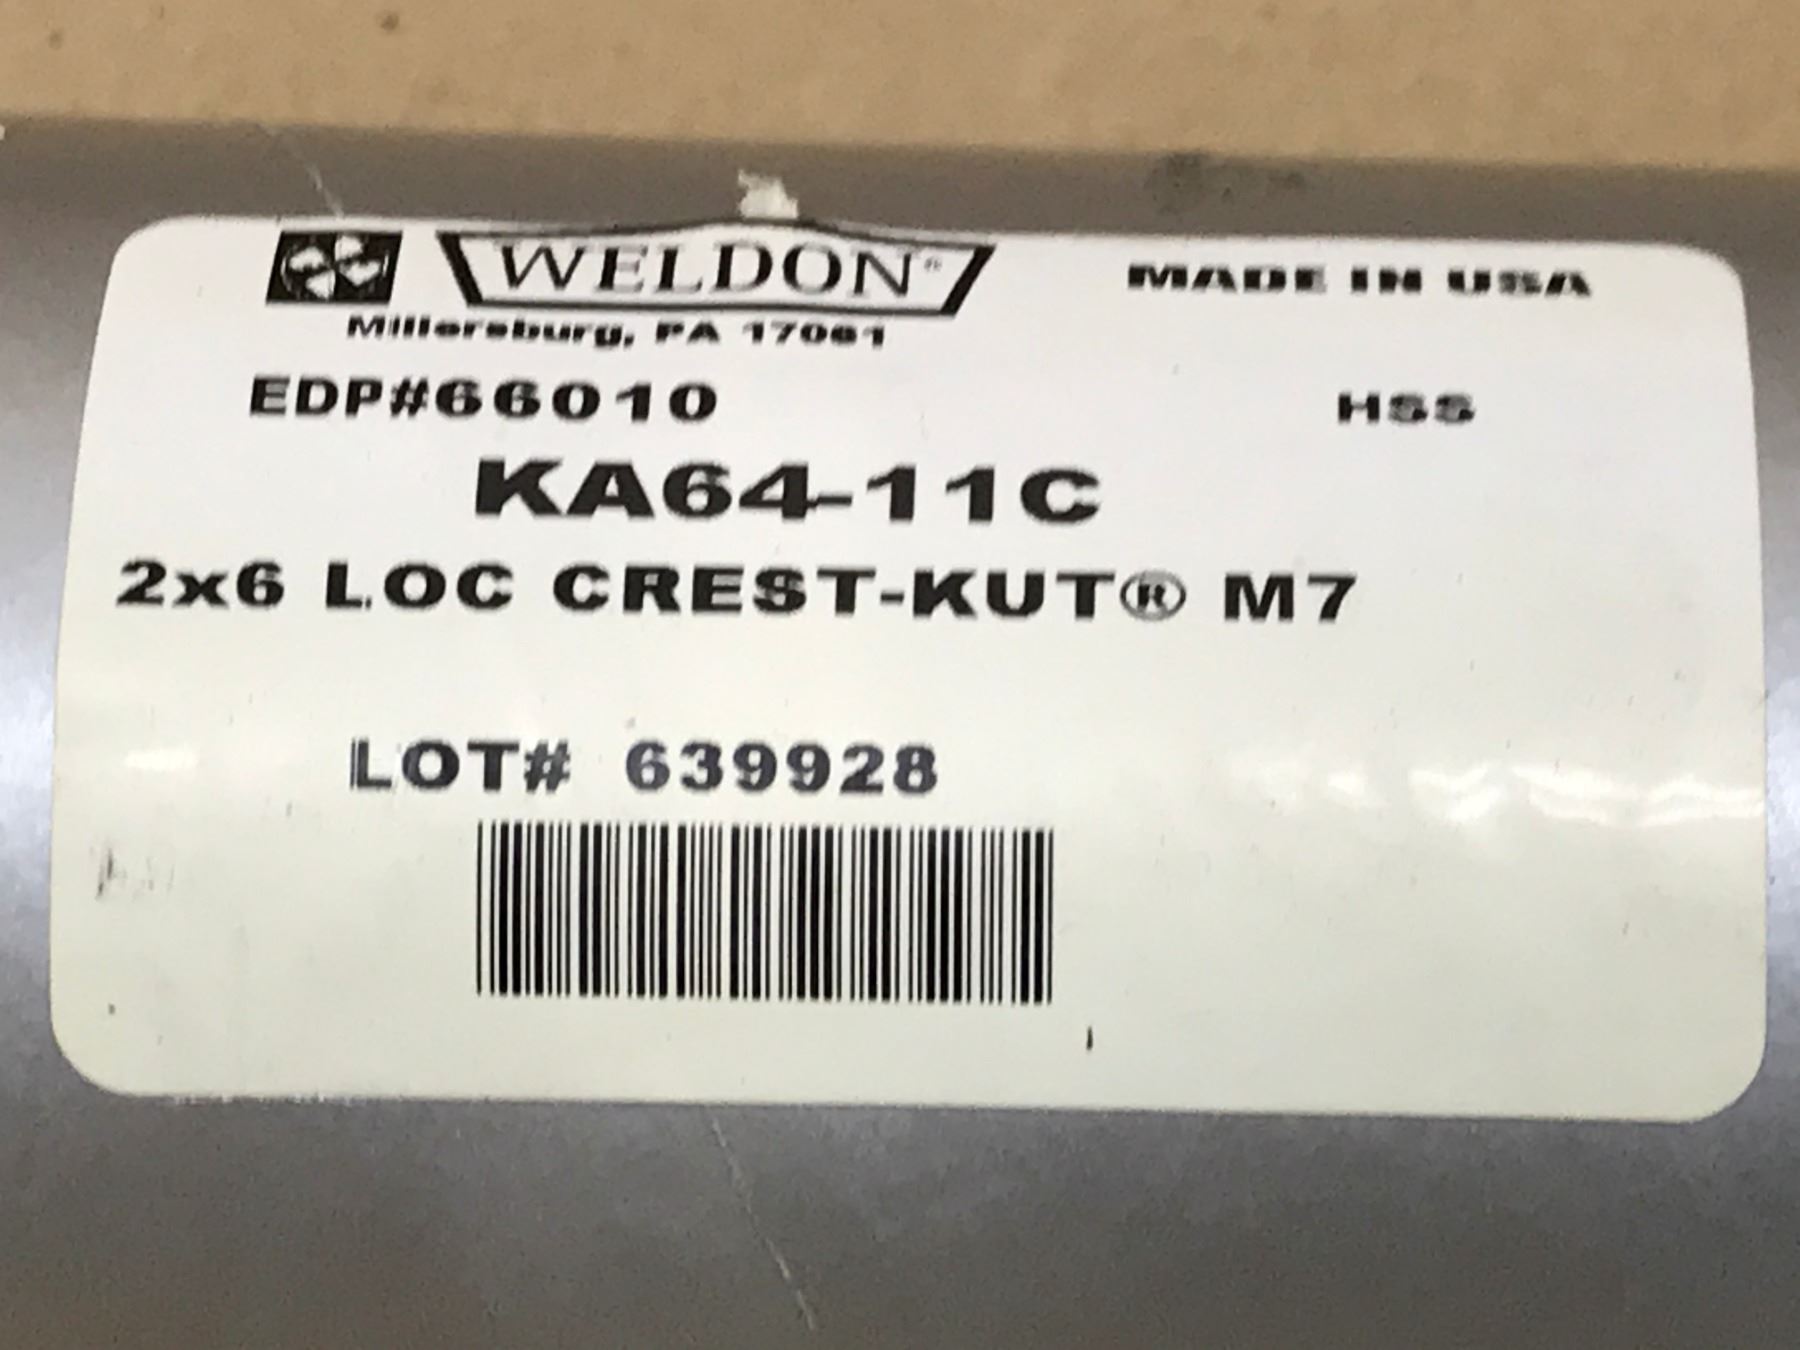 WELDON® MADE IN USA
Millersburg, PA 17061
EDP#66010 HSS
KA64-11C
2x6 LOC CREST-KUT® M7
LOT# 639928